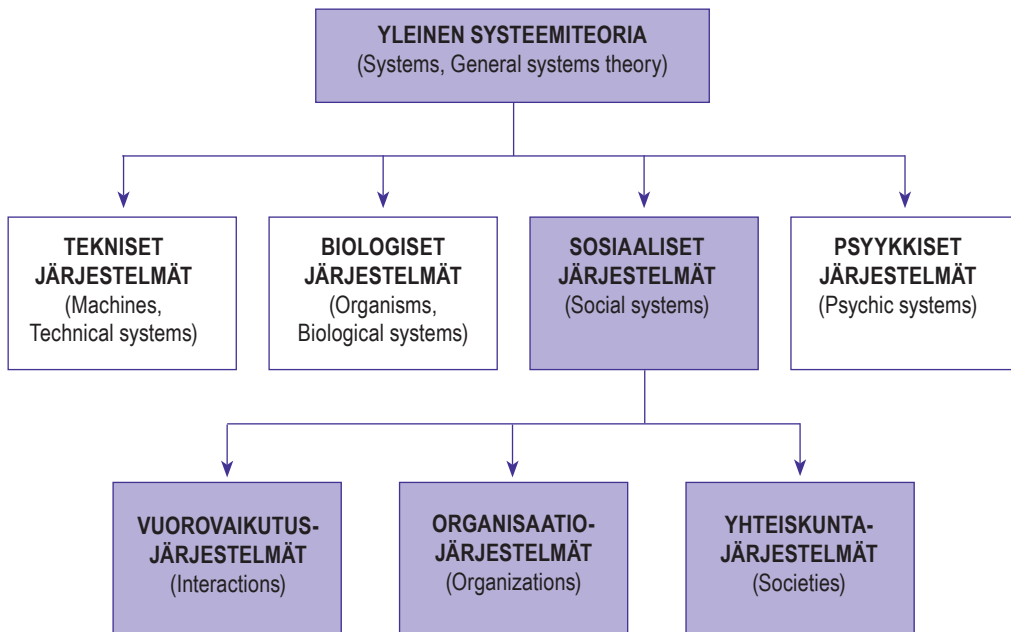 YLEINEN SYSTEEMITEORIA
(Systems, General systems theory)
TEKNISET
JÄRJESTELMÄT
(Machines,
Technical systems)
BIOLOGISET
JÄRJESTELMÄT
(Organisms,
Biological systems)
SOSIAALISET
JÄRJESTELMÄT
(Social systems)
PSYYKKISET
JÄRJESTELMÄT
(Psychic systems)
VUOROVAIKUTUS-
JÄRJESTELMÄT
(Interactions)
ORGANISAATIO-
JÄRJESTELMÄT
(Organizations)
YHTEISKUNTA-
JÄRJESTELMÄT
(Societies)